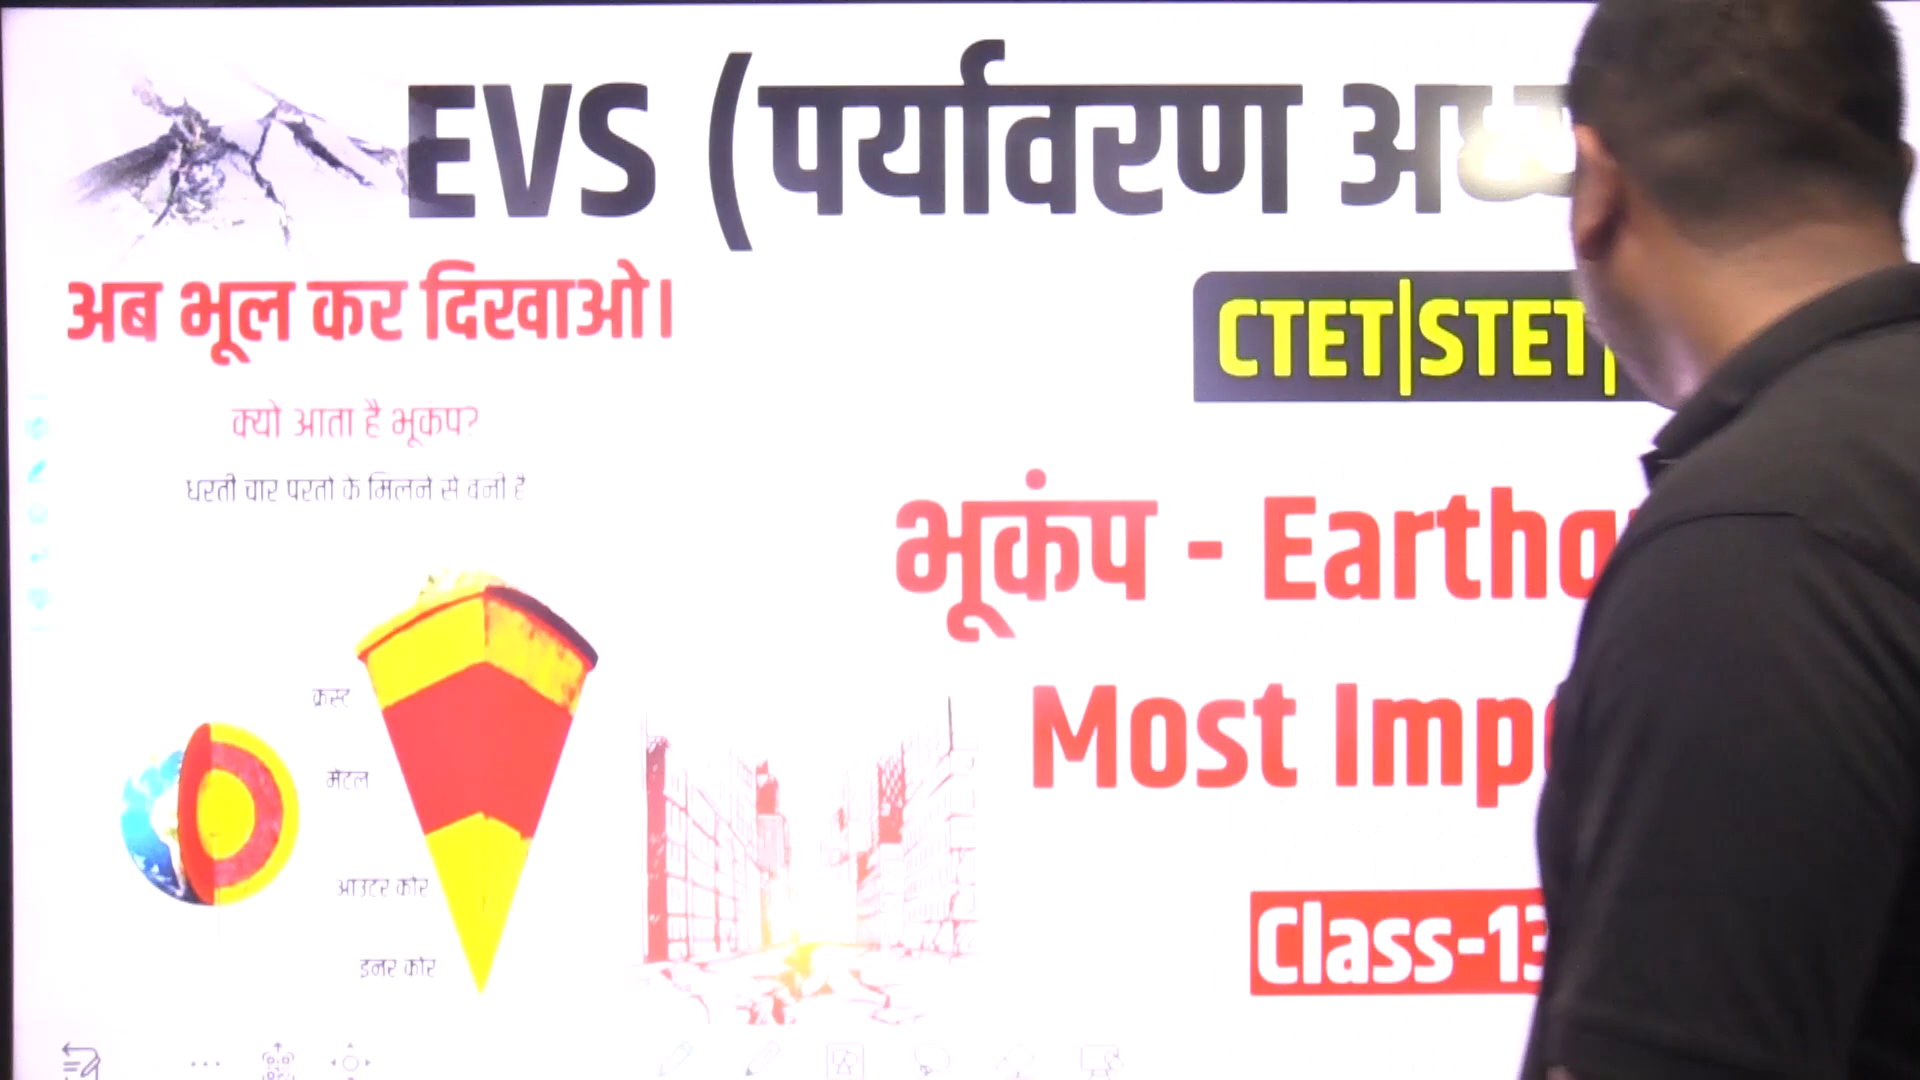 EVS (पर्यावरण
अब भूल कर दिखाओ।
CTET|STET|
क्यों आता है भूकंप?
धरती चार परतों के मिलने से बनी है
भूकंप - Earthq
Most Imp
क्रस्ट
मेंटल
आउटर कोर
इनर कोर
Class-13